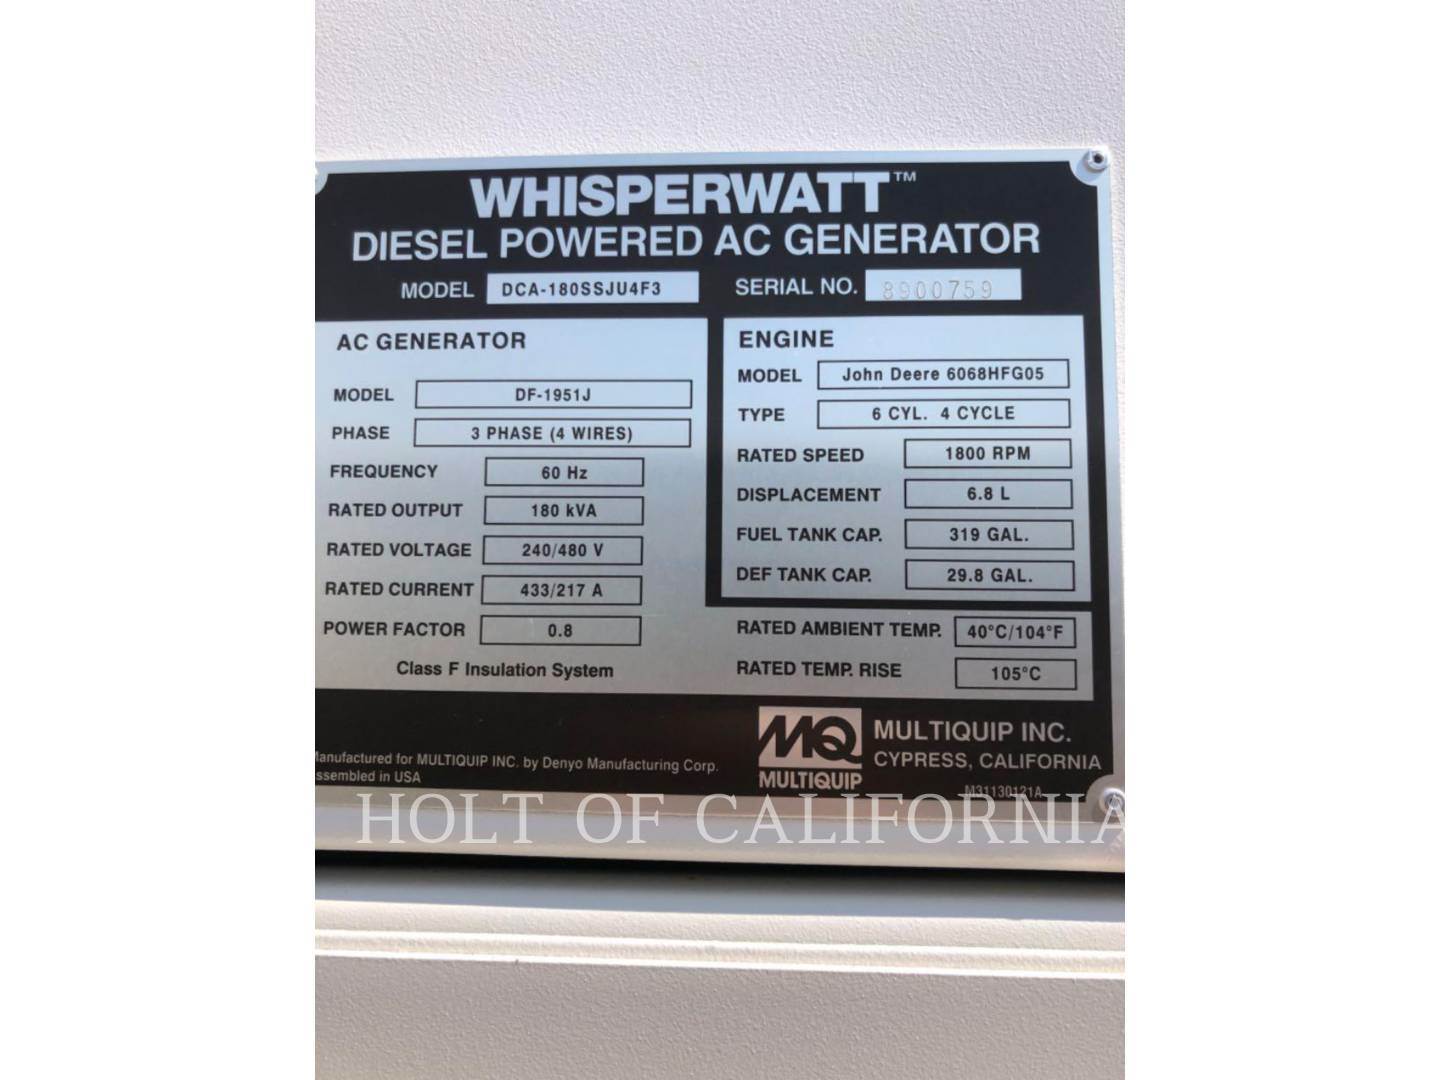 WHISPERWATT™
DIESEL POWERED AC GENERATOR
MODEL DCA-180SSJU4F3
SERIAL NO. 8900759
AC GENERATOR
MODEL DF-1951J
PHASE 3 PHASE (4 WIRES)
FREQUENCY 60 Hz
RATED OUTPUT 180 kVA
RATED VOLTAGE 240/480 V
RATED CURRENT 433/217 A
POWER FACTOR 0.8
Class F Insulation System
ENGINE
MODEL John Deere 6068HFG05
TYPE 6 CYL. 4 CYCLE
RATED SPEED 1800 RPM
DISPLACEMENT 6.8 L
FUEL TANK CAP. 319 GAL.
DEF TANK CAP. 29.8 GAL.
RATED AMBIENT TEMP. 40°C/104°F
RATED TEMP. RISE 105°C
anufactured for MULTIQUIP INC. by Denyo Manufacturing Corp.
ssembled in USA
MQ
MULTIQUIP
MULTIQUIP INC.
CYPRESS, CALIFORNIA
M31130121A
HOLT OF CALIFORNIA